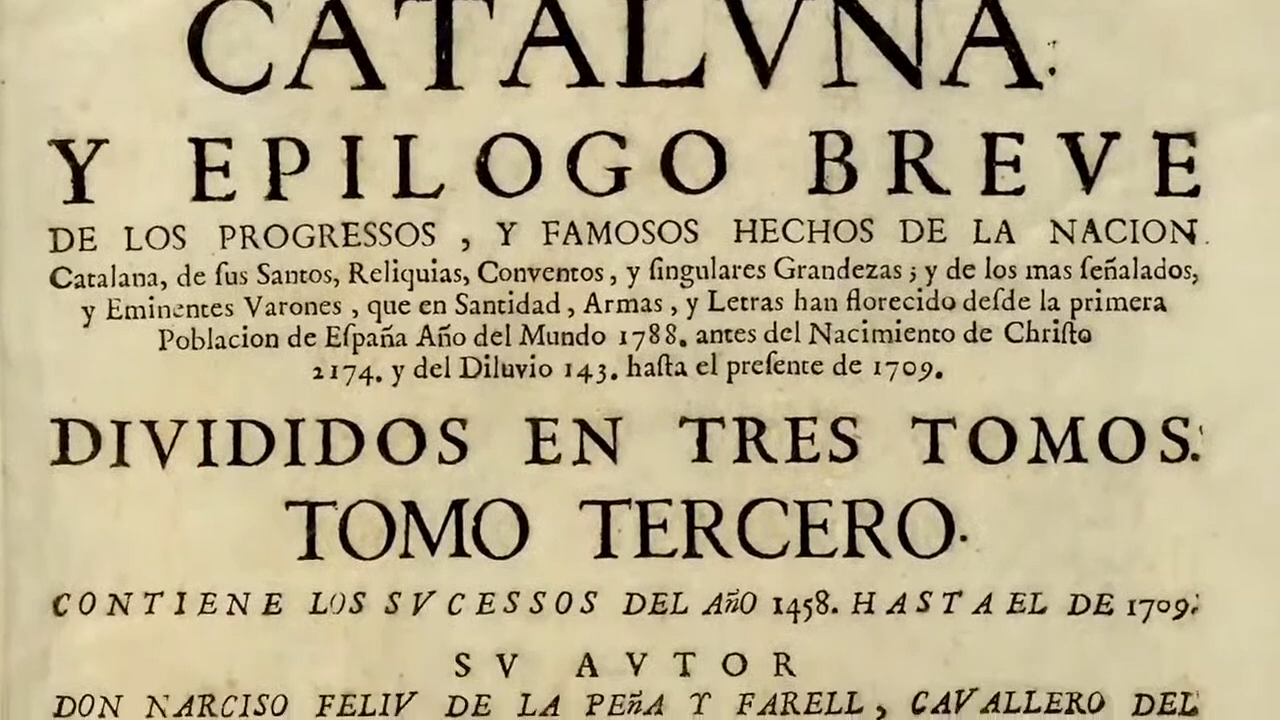 CATALVNA:
Y EPILOGO BREVE
DE LOS PROGRESSOS, Y FAMOSOS HECHOS DE LA NACION.
Catalana, de ſus Santos, Reliquias, Conventos, y ſingulares Grandezas; y de los mas ſeñalados,
y Eminentes Varones, que en Santidad, Armas, y Letras han florecido deſde la primera
Poblacion de Eſpaña Año del Mundo 1788. antes del Nacimiento de Chriſto
2174. y del Diluvio 143. haſta el preſente de 1709.
DIVIDIDOS EN TRES TOMOS.
TOMO TERCERO.
CONTIENE LOS SVCESSOS DEL AñO 1458. HASTA EL DE 1709.
SV AVTOR
DON NARCISO FELIV DE LA PEñA Y FARELL, CAVALLERO DEL